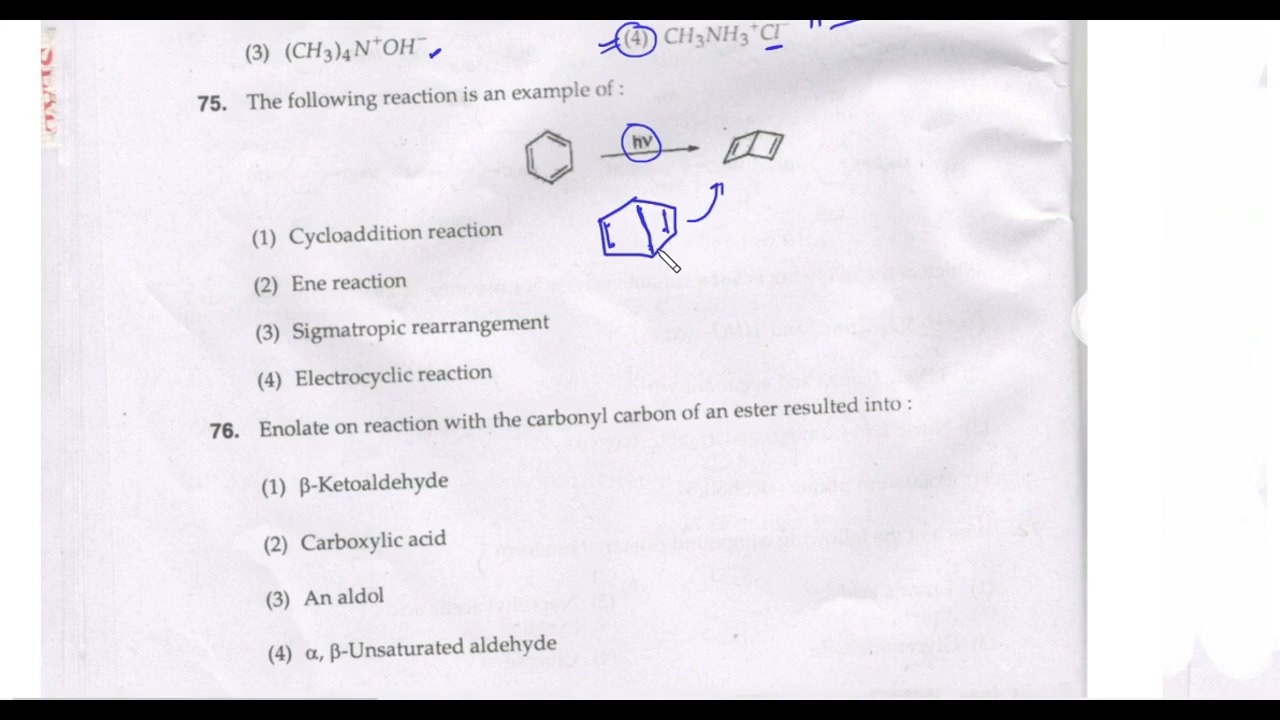 (3) (CH₃)₄N⁺OH⁻
(4) CH₃NH₃⁺Cl⁻
75. The following reaction is an example of :
hν
(1) Cycloaddition reaction
(2) Ene reaction
(3) Sigmatropic rearrangement
(4) Electrocyclic reaction
76. Enolate on reaction with the carbonyl carbon of an ester resulted into :
(1) β-Ketoaldehyde
(2) Carboxylic acid
(3) An aldol
(4) α, β-Unsaturated aldehyde